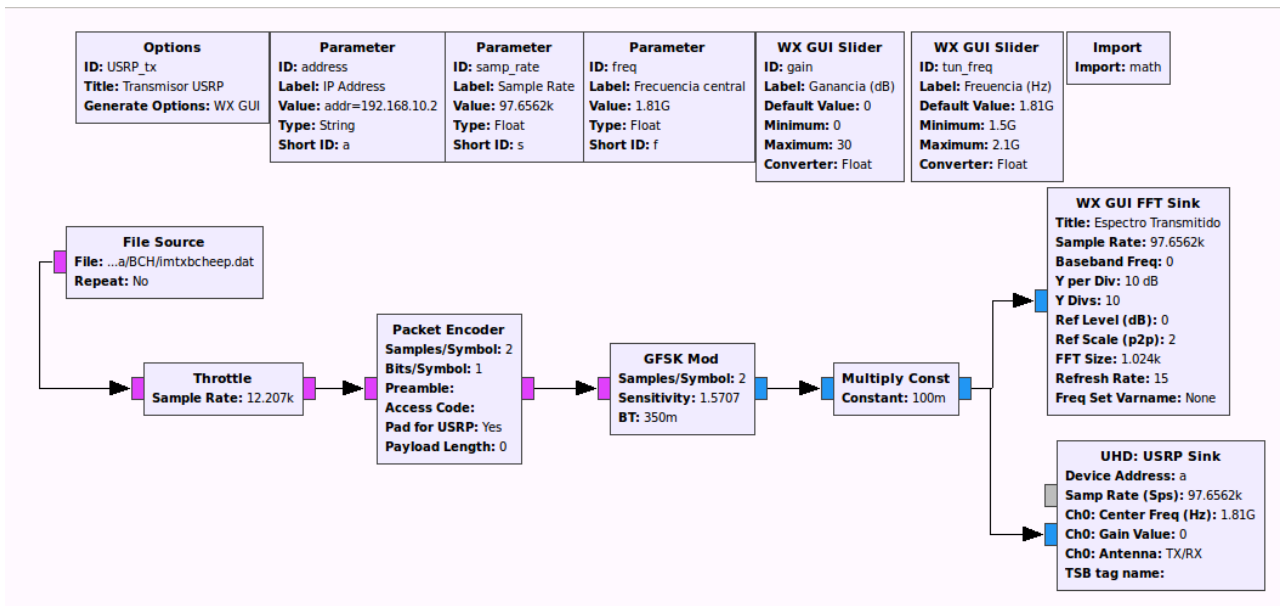 Options
ID: USRP_tx
Title: Transmisor USRP
Generate Options: WX GUI
Parameter
ID: address
Label: IP Address
Value: addr=192.168.10.2
Type: String
Short ID: a
Parameter
ID: samp_rate
Label: Sample Rate
Value: 97.6562k
Type: Float
Short ID: s
Parameter
ID: freq
Label: Frecuencia central
Value: 1.81G
Type: Float
Short ID: f
WX GUI Slider
ID: gain
Label: Ganancia (dB)
Default Value: 0
Minimum: 0
Maximum: 30
Converter: Float
WX GUI Slider
ID: tun_freq
Label: Freuencia (Hz)
Default Value: 1.81G
Minimum: 1.5G
Maximum: 2.1G
Converter: Float
Import
Import: math
File Source
File: ...a/BCH/imtxbcheep.dat
Repeat: No
Throttle
Sample Rate: 12.207k
Packet Encoder
Samples/Symbol: 2
Bits/Symbol: 1
Preamble:
Access Code:
Pad for USRP: Yes
Payload Length: 0
GFSK Mod
Samples/Symbol: 2
Sensitivity: 1.5707
BT: 350m
Multiply Const
Constant: 100m
WX GUI FFT Sink
Title: Espectro Transmitido
Sample Rate: 97.6562k
Baseband Freq: 0
Y per Div: 10 dB
Y Divs: 10
Ref Level (dB): 0
Ref Scale (p2p): 2
FFT Size: 1.024k
Refresh Rate: 15
Freq Set Varname: None
UHD: USRP Sink
Device Address: a
Samp Rate (Sps): 97.6562k
Ch0: Center Freq (Hz): 1.81G
Ch0: Gain Value: 0
Ch0: Antenna: TX/RX
TSB tag name: